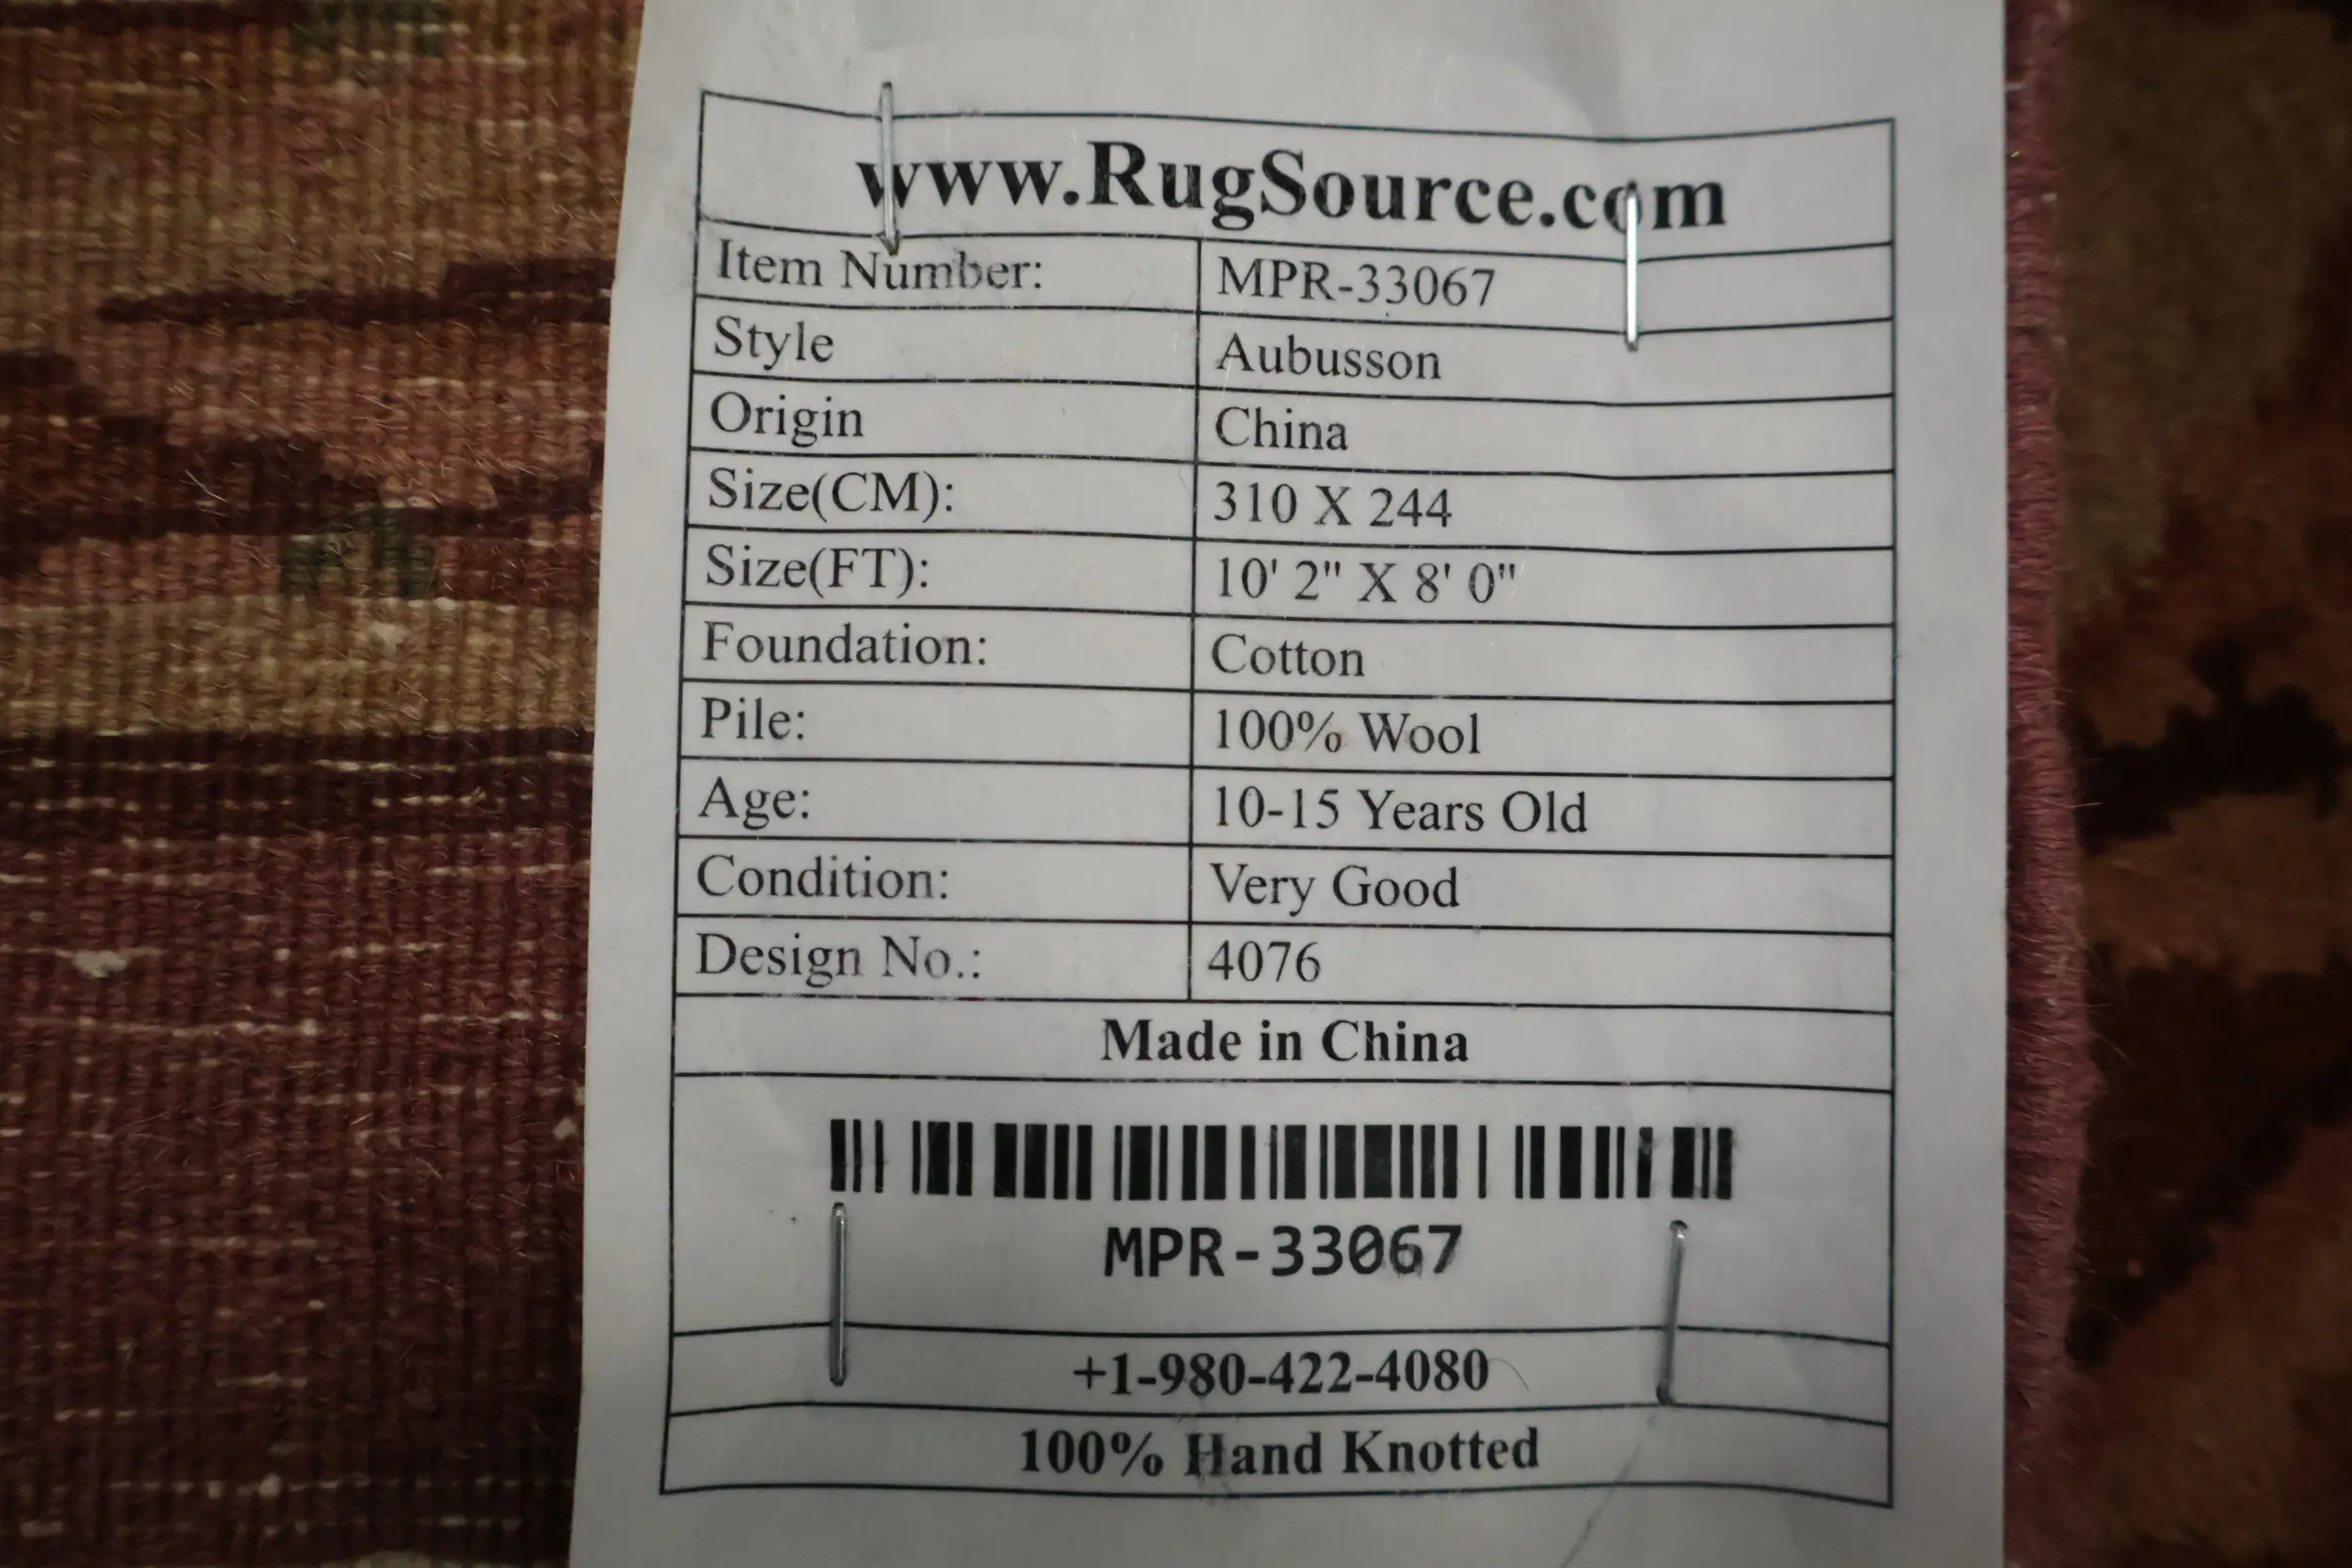 www.RugSource.com
Item Number: MPR-33067
Style Aubusson
Origin China
Size(CM): 310 X 244
Size(FT): 10' 2" X 8' 0"
Foundation: Cotton
Pile: 100% Wool
Age: 10-15 Years Old
Condition: Very Good
Design No.: 4076
Made in China
MPR-33067
+1-980-422-4080
100% Hand Knotted